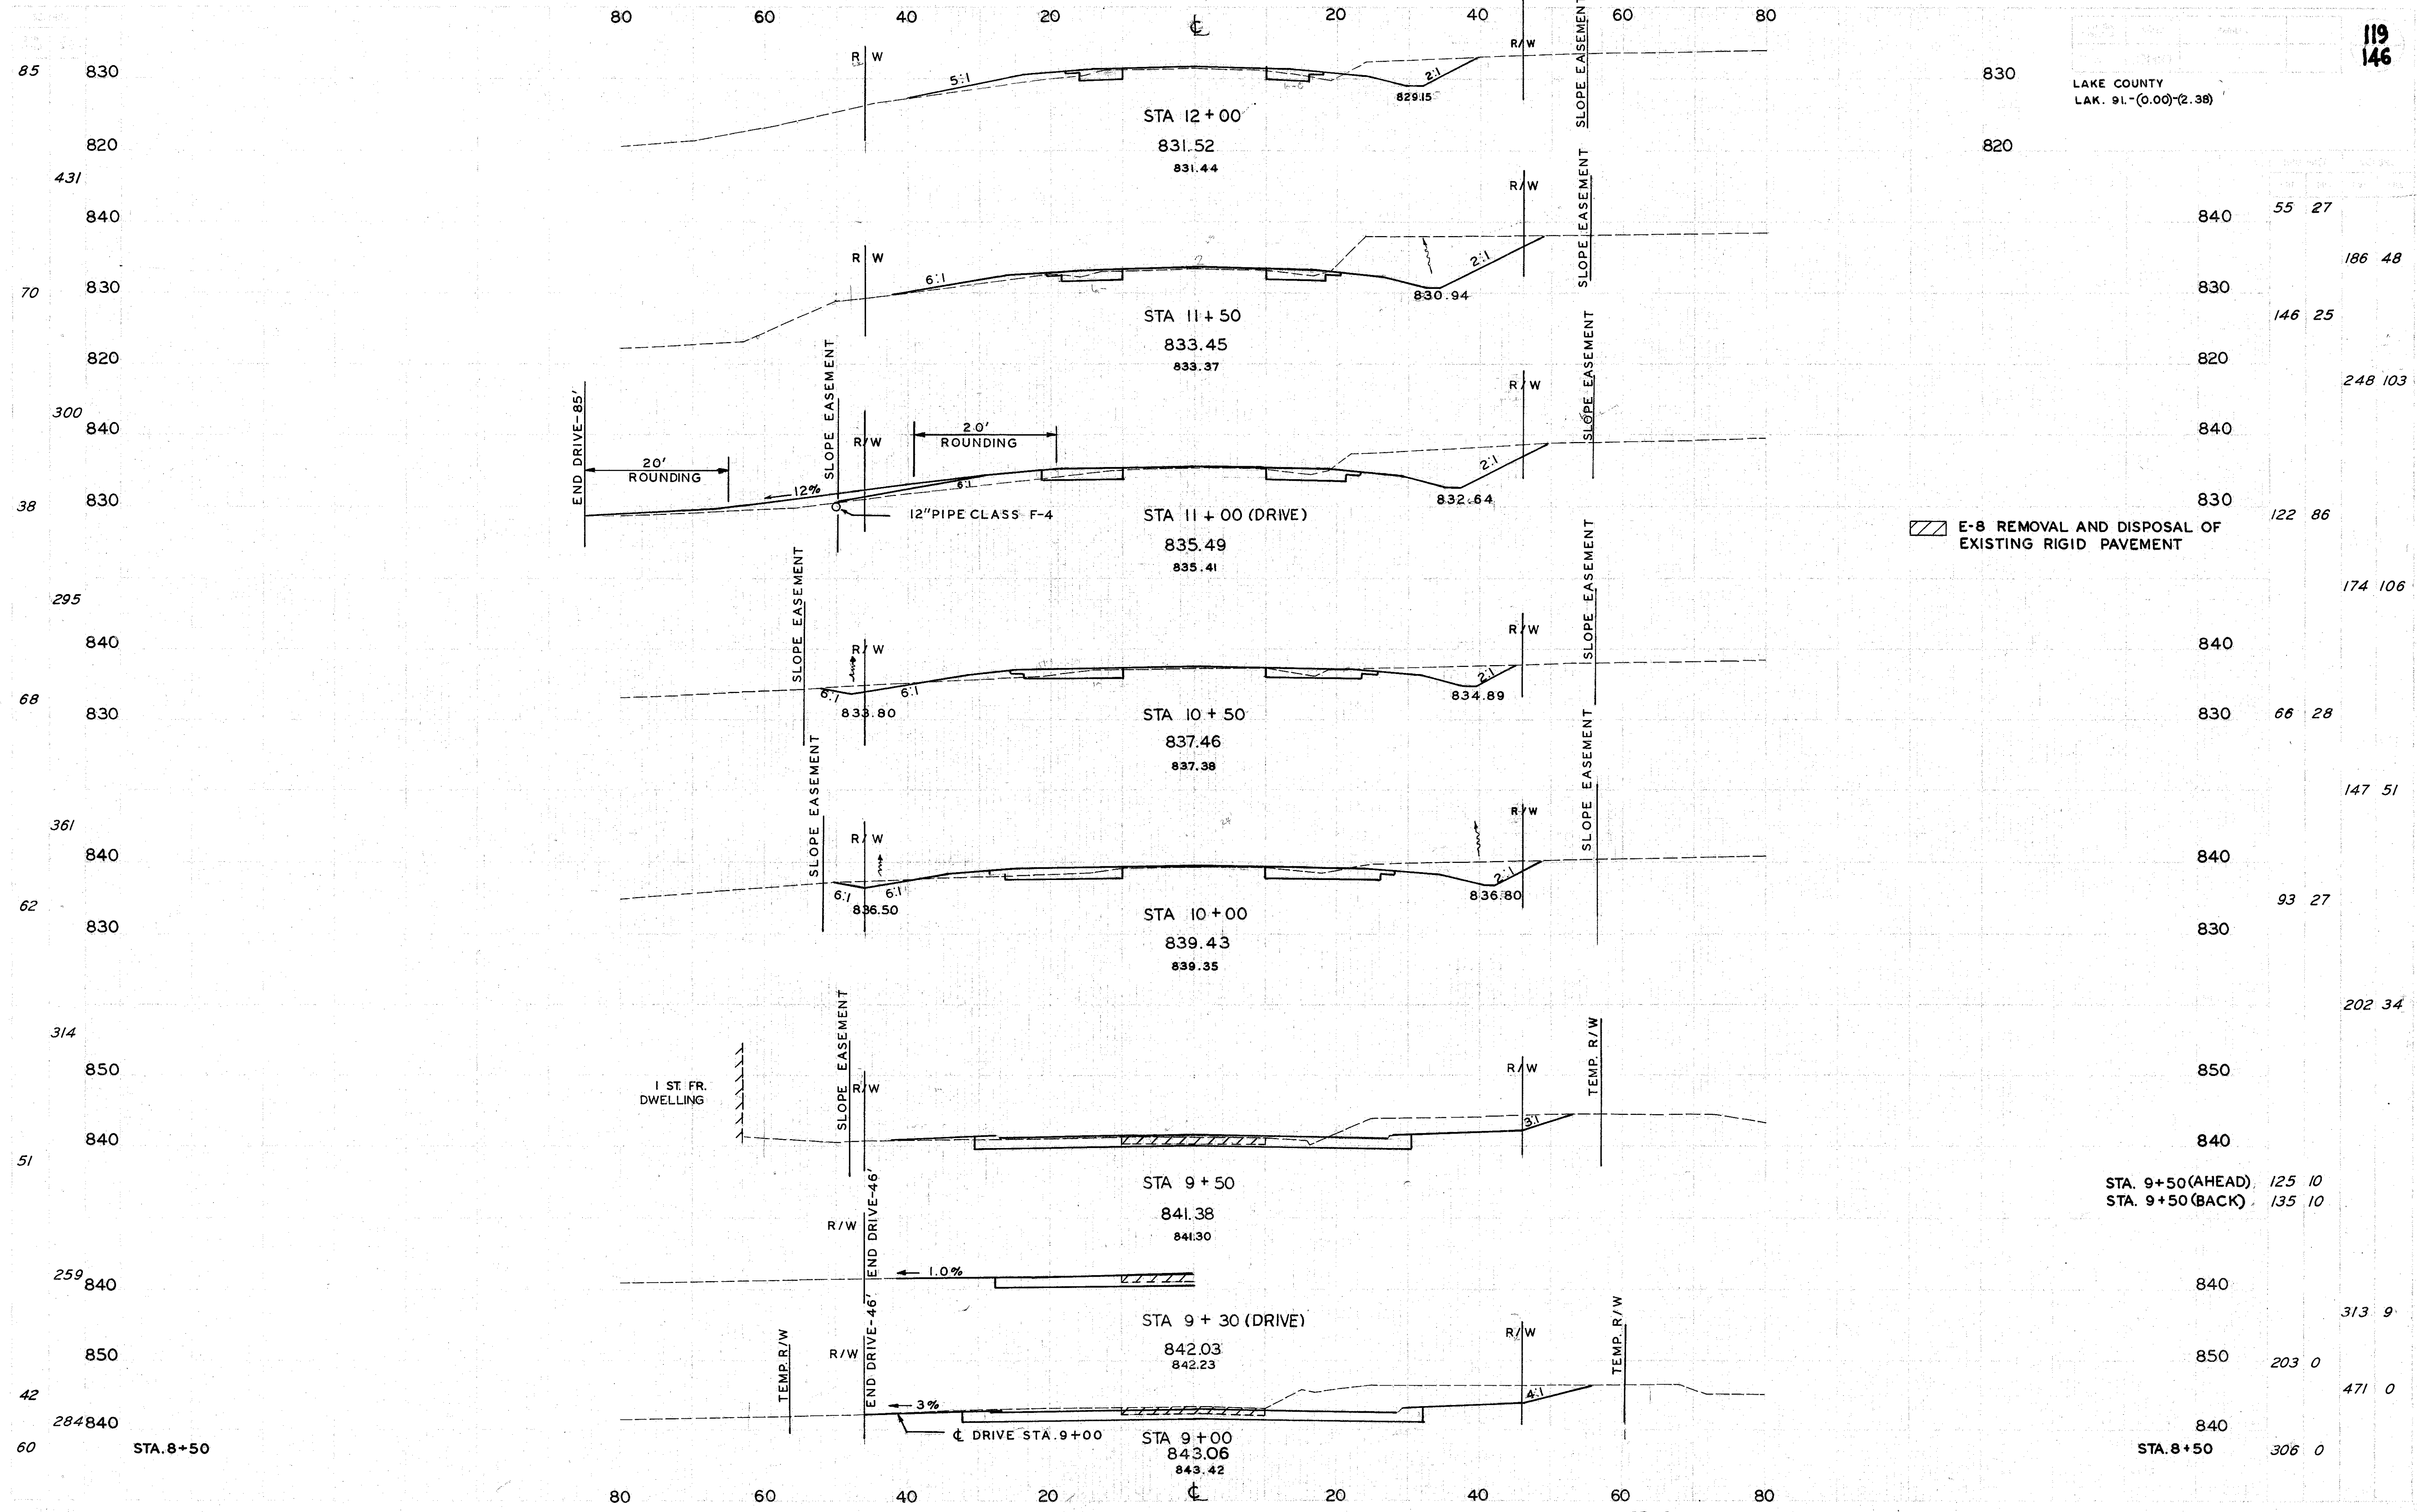 80 60 40 20 ℄ 20 40 60 80
119
146
LAKE COUNTY
LAK. 91.-(0.00)-(2.38)
R/W
R/W
SLOPE EASEMENT
85 830 5:1 2:1 830
829.15
STA 12+00
820 831.52 820
831.44
431
R/W
SLOPE EASEMENT
840 840 55 27
R/W
186 48
6:1 2:1
70 830 830.94 830
STA 11+50 146 25
833.45
820 820
833.37
248 103
R/W
SLOPE EASEMENT
END DRIVE-85'
SLOPE EASEMENT
300
840 840
R/W
20'
ROUNDING
20'
ROUNDING
12% 6:1 2:1
38 830 832.64 830
12" PIPE CLASS F-4
STA 11+00 (DRIVE) 122 86
835.49
835.41
E-8 REMOVAL AND DISPOSAL OF
EXISTING RIGID PAVEMENT
174 106
295
SLOPE EASEMENT
SLOPE EASEMENT
R/W
840 840
R/W
6:1 6:1 2:1
68 834.89
830 833.80 830 66 28
STA 10+50
837.46
837.38
147 51
361
SLOPE EASEMENT
SLOPE EASEMENT
R/W
R/W
840 840
6:1 6:1 2:1
836.80
62 836.50 93 27
STA 10+00
830 830
839.43
839.35
202 34
314
SLOPE EASEMENT
TEMP. R/W
850 850
R/W
R/W
1 ST. FR.
DWELLING
3:1
840 840
51
STA 9+50
STA. 9+50 (AHEAD) 125 10
STA. 9+50 (BACK) 135 10
841.38
841.30
R/W
END DRIVE-46'
1.0%
259 840 840
STA 9+30 (DRIVE)
313 9
842.03
842.23
R/W
END DRIVE-46'
TEMP. R/W
R/W
TEMP. R/W
850 850 203 0
42 471 0
3% 4:1
284 840 840
℄ DRIVE STA. 9+00
STA 9+00
843.06
843.42
60 STA. 8+50 STA. 8+50 306 0
80 60 40 20 ℄ 20 40 60 80